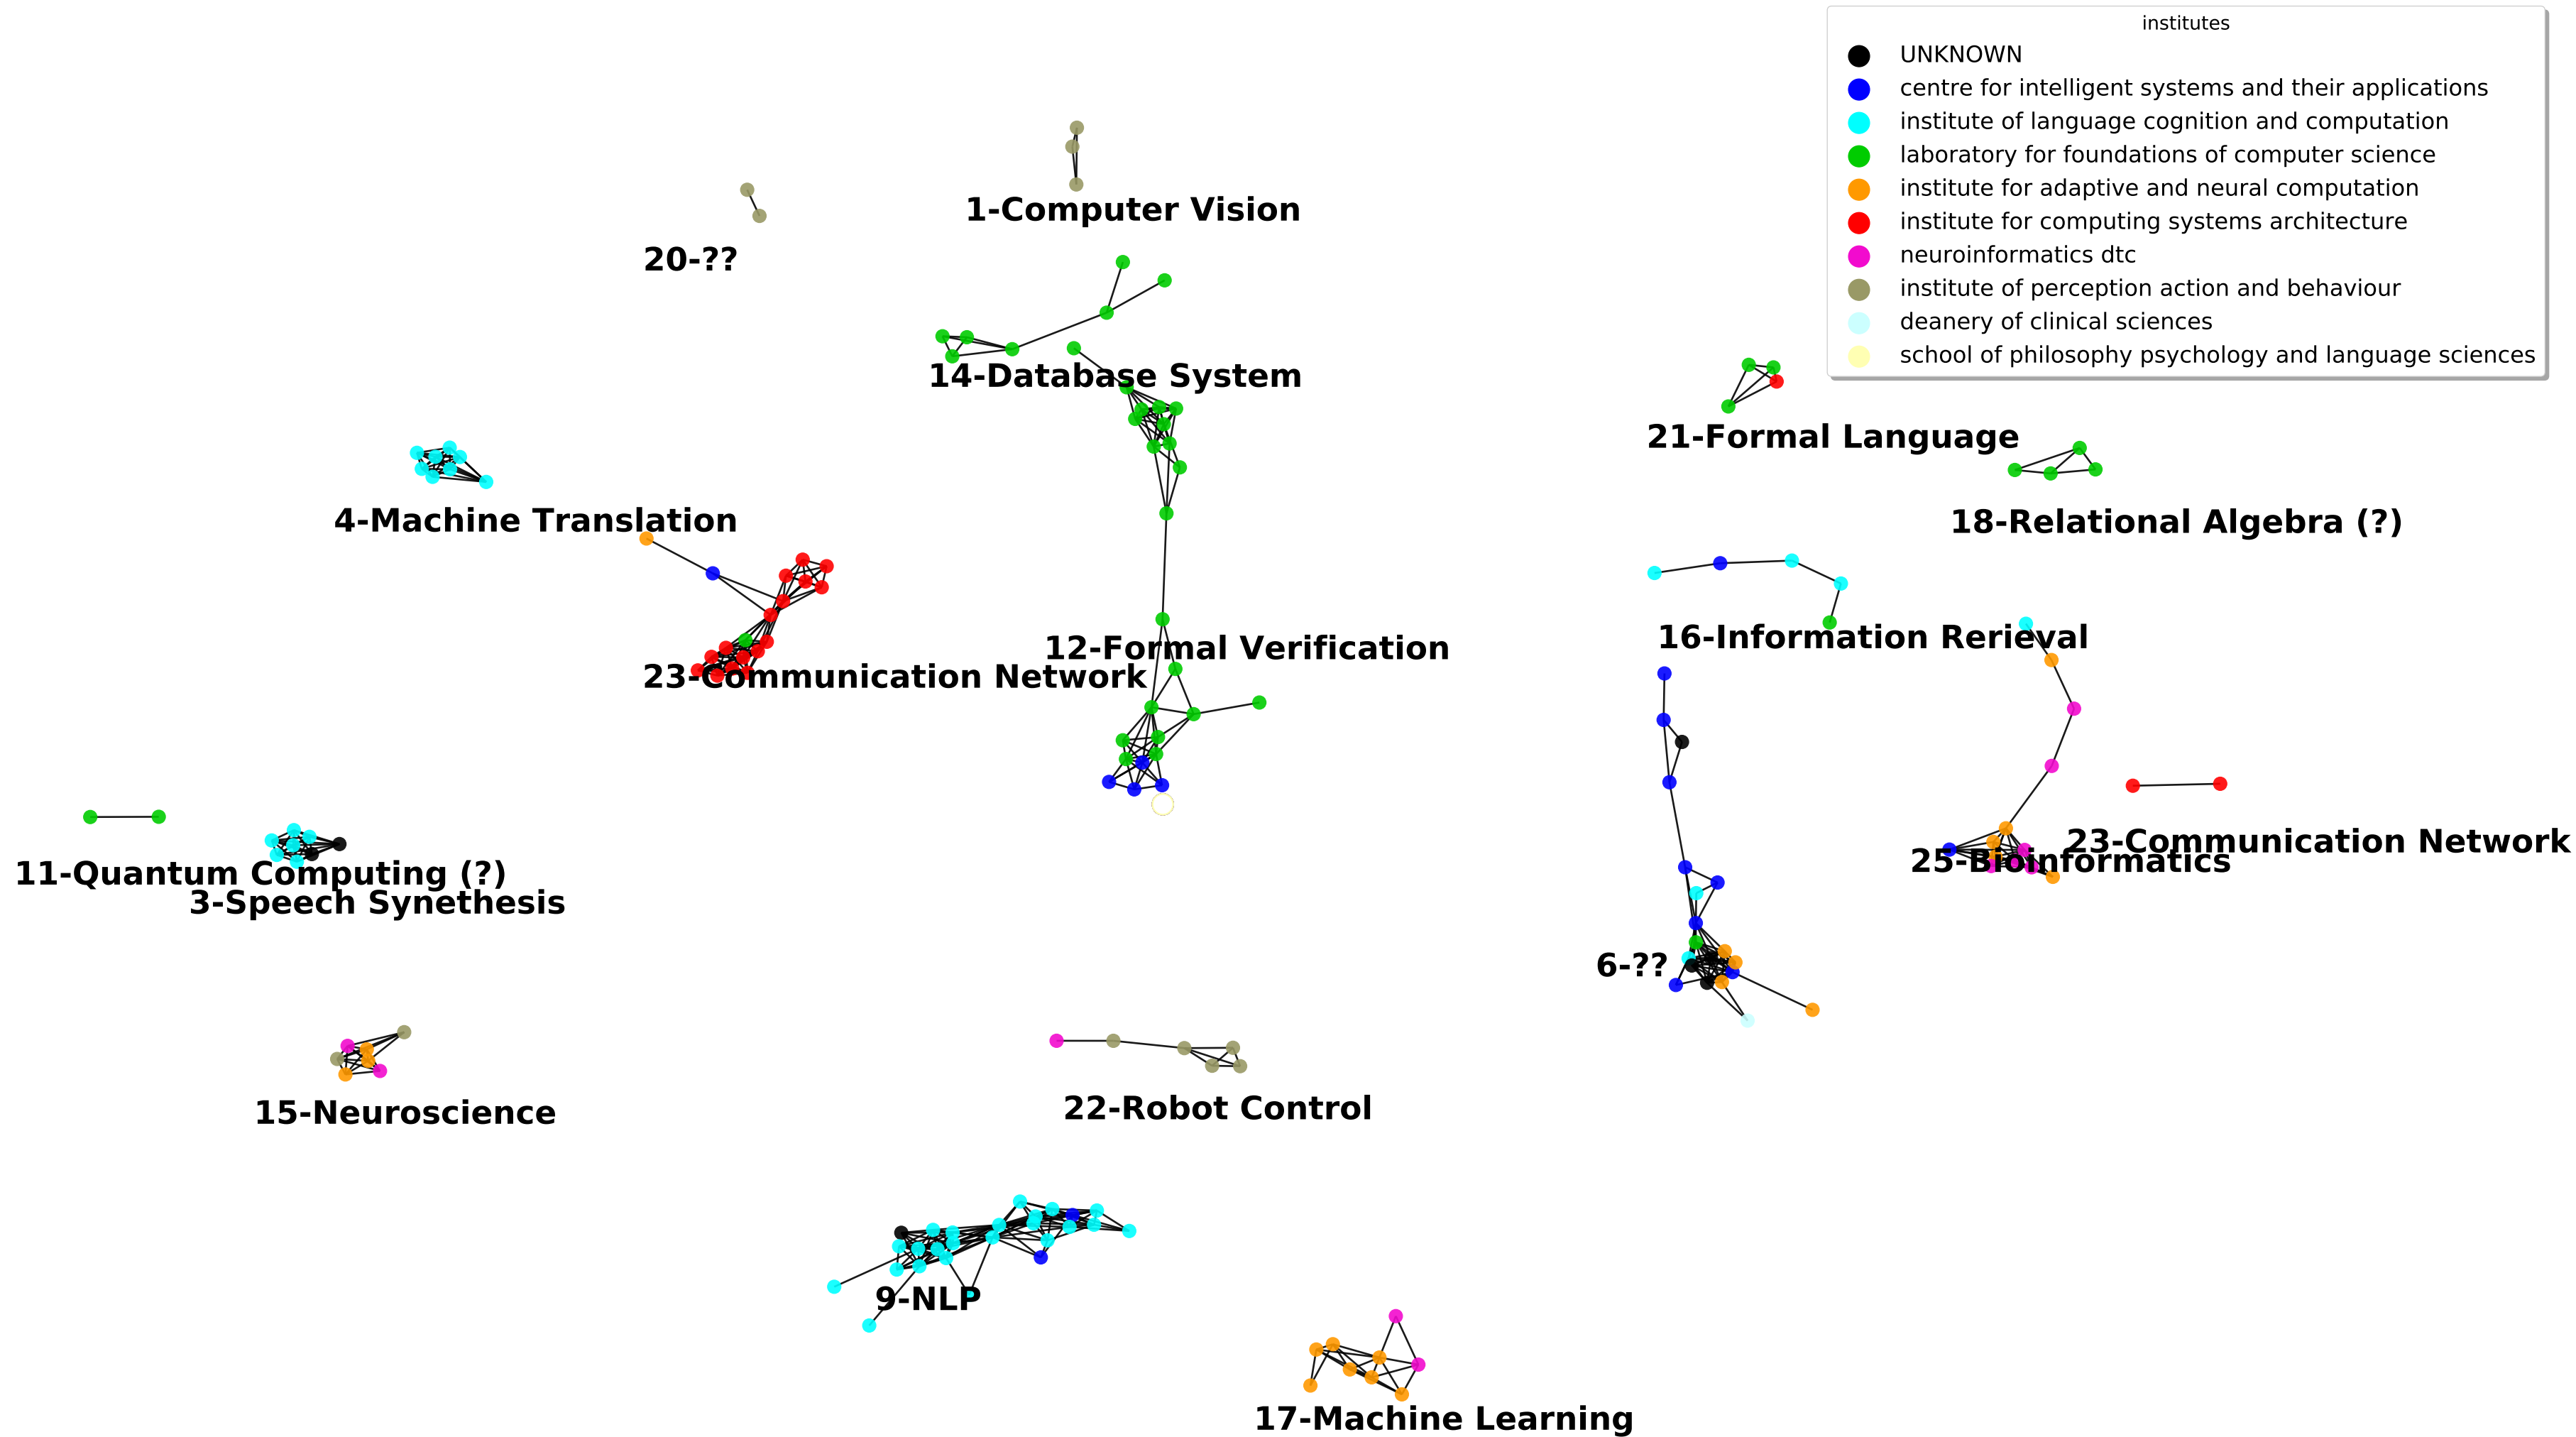 institutes
UNKNOWN
centre for intelligent systems and their applications
institute of language cognition and computation
laboratory for foundations of computer science
institute for adaptive and neural computation
institute for computing systems architecture
neuroinformatics dtc
institute of perception action and behaviour
deanery of clinical sciences
school of philosophy psychology and language sciences
1-Computer Vision
20-??
14-Database System
21-Formal Language
4-Machine Translation
18-Relational Algebra (?)
16-Information Rerieval
12-Formal Verification
23-Communication Network
23-Communication Network
25-Bioinformatics
11-Quantum Computing (?)
3-Speech Synethesis
6-??
15-Neuroscience
22-Robot Control
9-NLP
17-Machine Learning